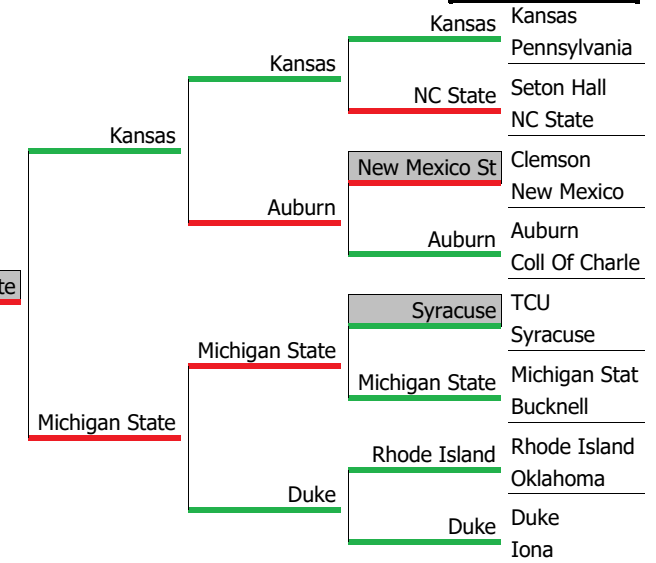 Kansas
Kansas
Pennsylvania
Kansas
NC State
Seton Hall
NC State
Kansas
New Mexico St
Clemson
New Mexico
Auburn
Auburn
Auburn
Coll Of Charle
te
Syracuse
TCU
Syracuse
Michigan State
Michigan State
Michigan Stat
Bucknell
Michigan State
Rhode Island
Rhode Island
Oklahoma
Duke
Duke
Duke
Iona